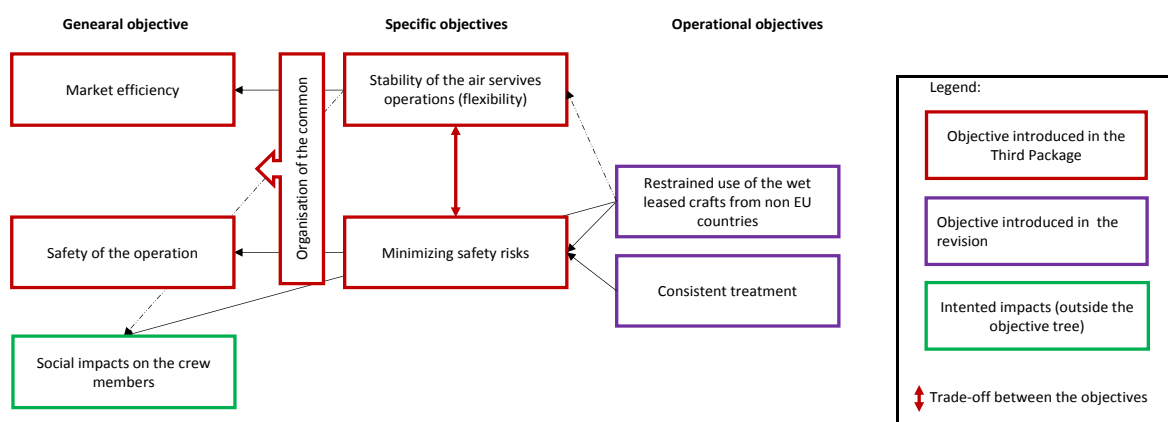 Genearal objective
Specific objectives
Operational objectives
Market efficiency
Organisation of the common
Stability of the air servives
operations (flexibility)
Restrained use of the wet
leased crafts from non EU
countries
Safety of the operation
Minimizing safety risks
Consistent treatment
Social impacts on the crew
members
Legend:
Objective introduced in the
Third Package
Objective introduced in  the
revision
Intented impacts (outside the
objective tree)
Trade-off between the objectives